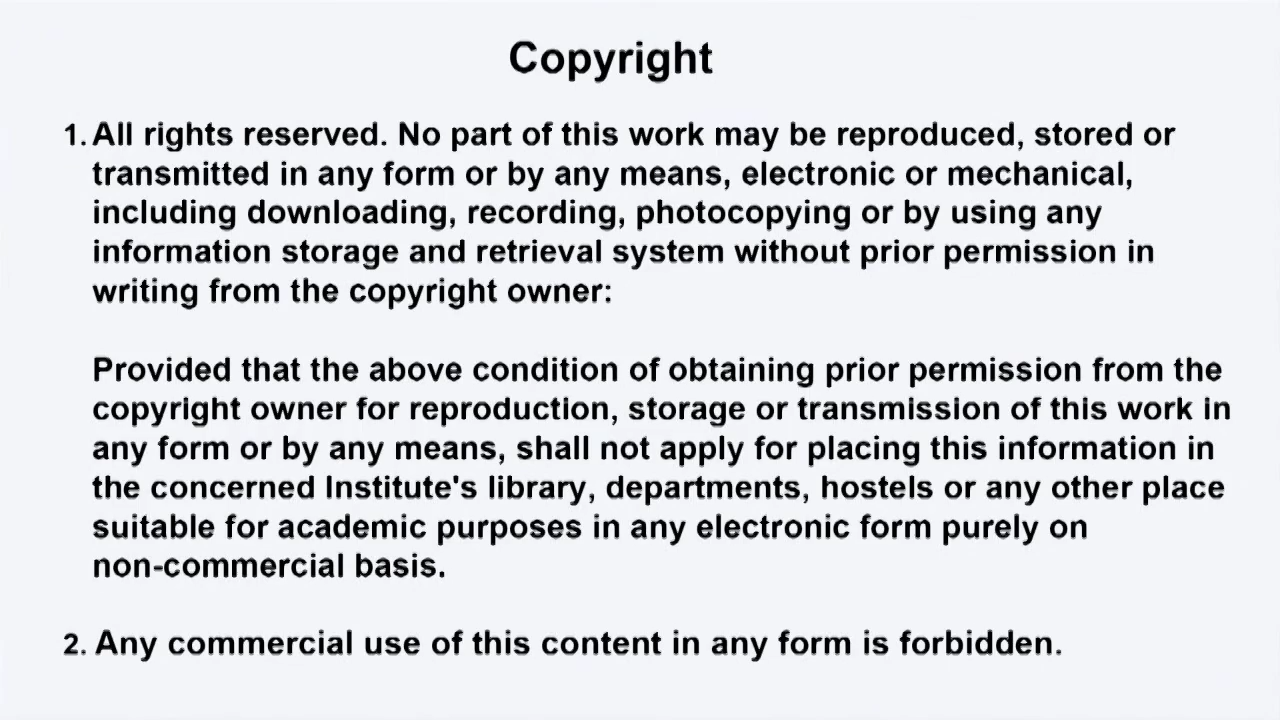 Copyright
1. All rights reserved. No part of this work may be reproduced, stored or
transmitted in any form or by any means, electronic or mechanical,
including downloading, recording, photocopying or by using any
information storage and retrieval system without prior permission in
writing from the copyright owner:
Provided that the above condition of obtaining prior permission from the
copyright owner for reproduction, storage or transmission of this work in
any form or by any means, shall not apply for placing this information in
the concerned Institute's library, departments, hostels or any other place
suitable for academic purposes in any electronic form purely on
non-commercial basis.
2. Any commercial use of this content in any form is forbidden.